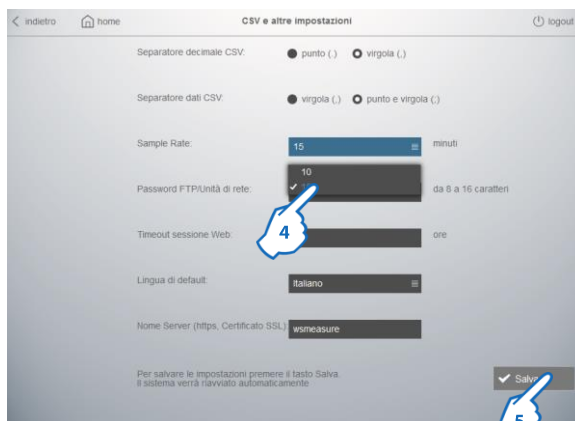 indietro home CSV e altre impostazioni logout
Separatore decimale CSV: punto (.) virgola (,)
Separatore dati CSV: virgola (,) punto e virgola (;)
Sample Rate: 15 minuti
10
Password FTP/Unità di rete: da 8 a 16 caratteri
4
Timeout sessione Web: ore
Lingua di default: Italiano
Nome Server (https, Certificato SSL): wsmeasure
Per salvare le impostazioni premere il tasto Salva.
Il sistema verrà riavviato automaticamente
Salva
5